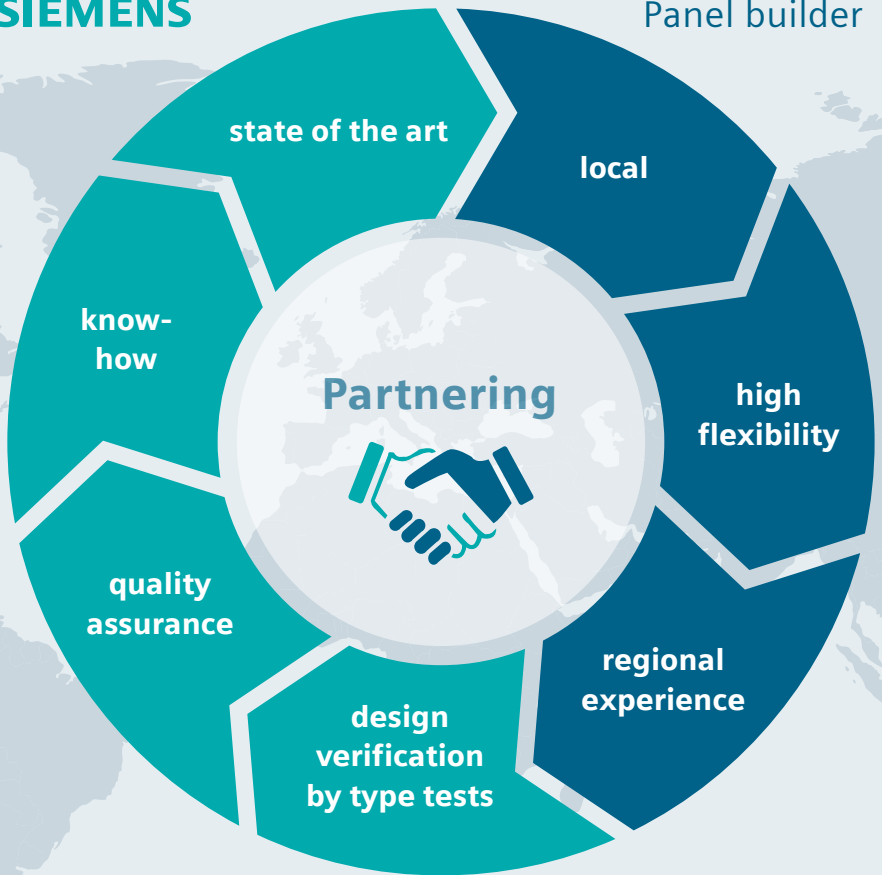 SIEMENS
Panel builder
state of the art
local
know-
how
high
flexibility
Partnering
quality
assurance
regional
experience
design
verification
by type tests